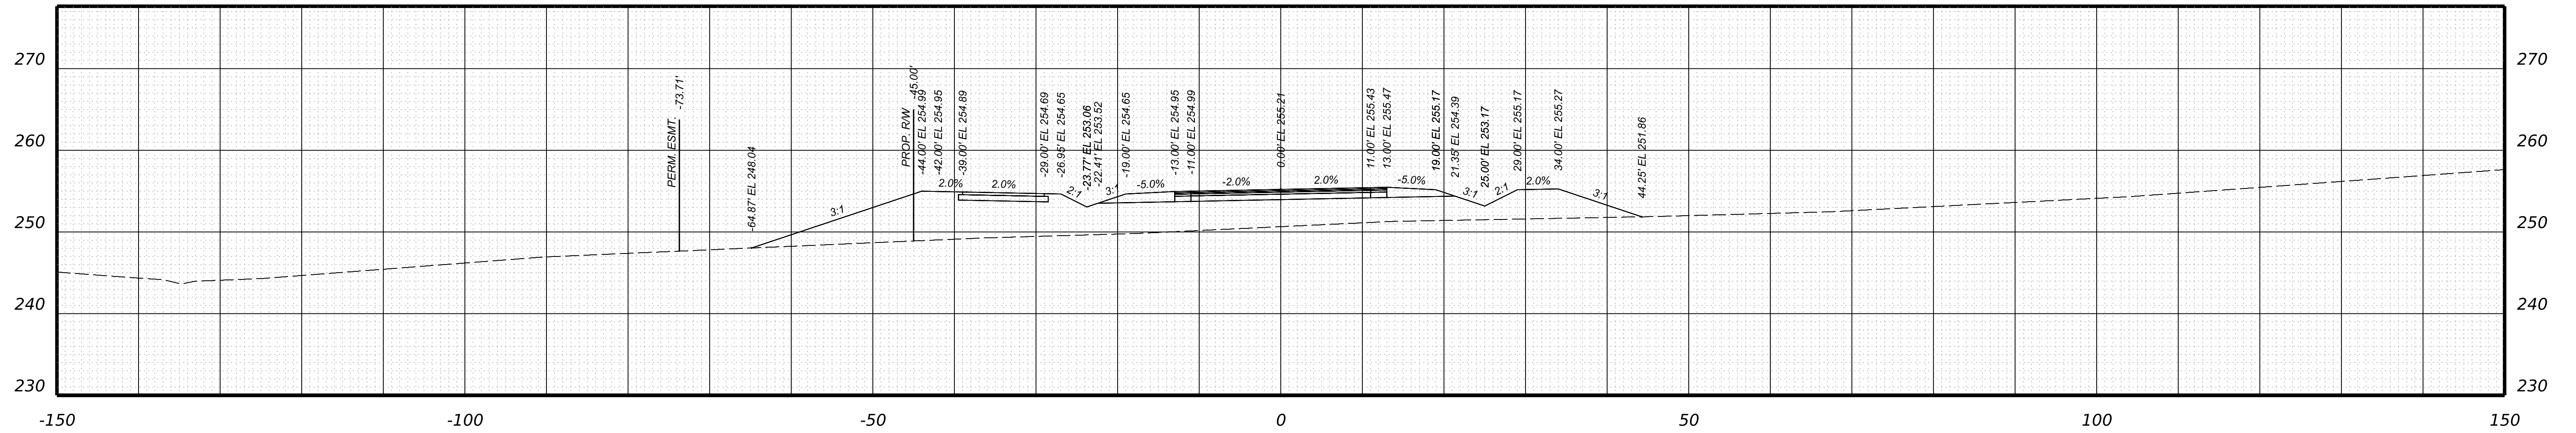 270
270
260
260
250
250
240
240
230
230
PERM. ESMT.
-73.71'
-64.87' EL 248.04
PROP. R/W
-45.00'
-44.00' EL 254.99
-42.00' EL 254.95
-39.00' EL 254.89
-29.00' EL 254.69
-26.95' EL 254.65
-23.77' EL 253.06
-22.41' EL 253.52
-19.00' EL 254.65
-13.00' EL 254.95
-11.00' EL 254.99
0.00' EL 255.21
11.00' EL 255.43
13.00' EL 255.47
19.00' EL 255.17
21.35' EL 254.39
25.00' EL 253.17
29.00' EL 255.17
34.00' EL 255.27
44.25' EL 251.86
3:1
2.0%
2.0%
2:1
3:1
-5.0%
-2.0%
2.0%
-5.0%
3:1
2:1
2.0%
3:1
-150
-100
-50
0
50
100
150